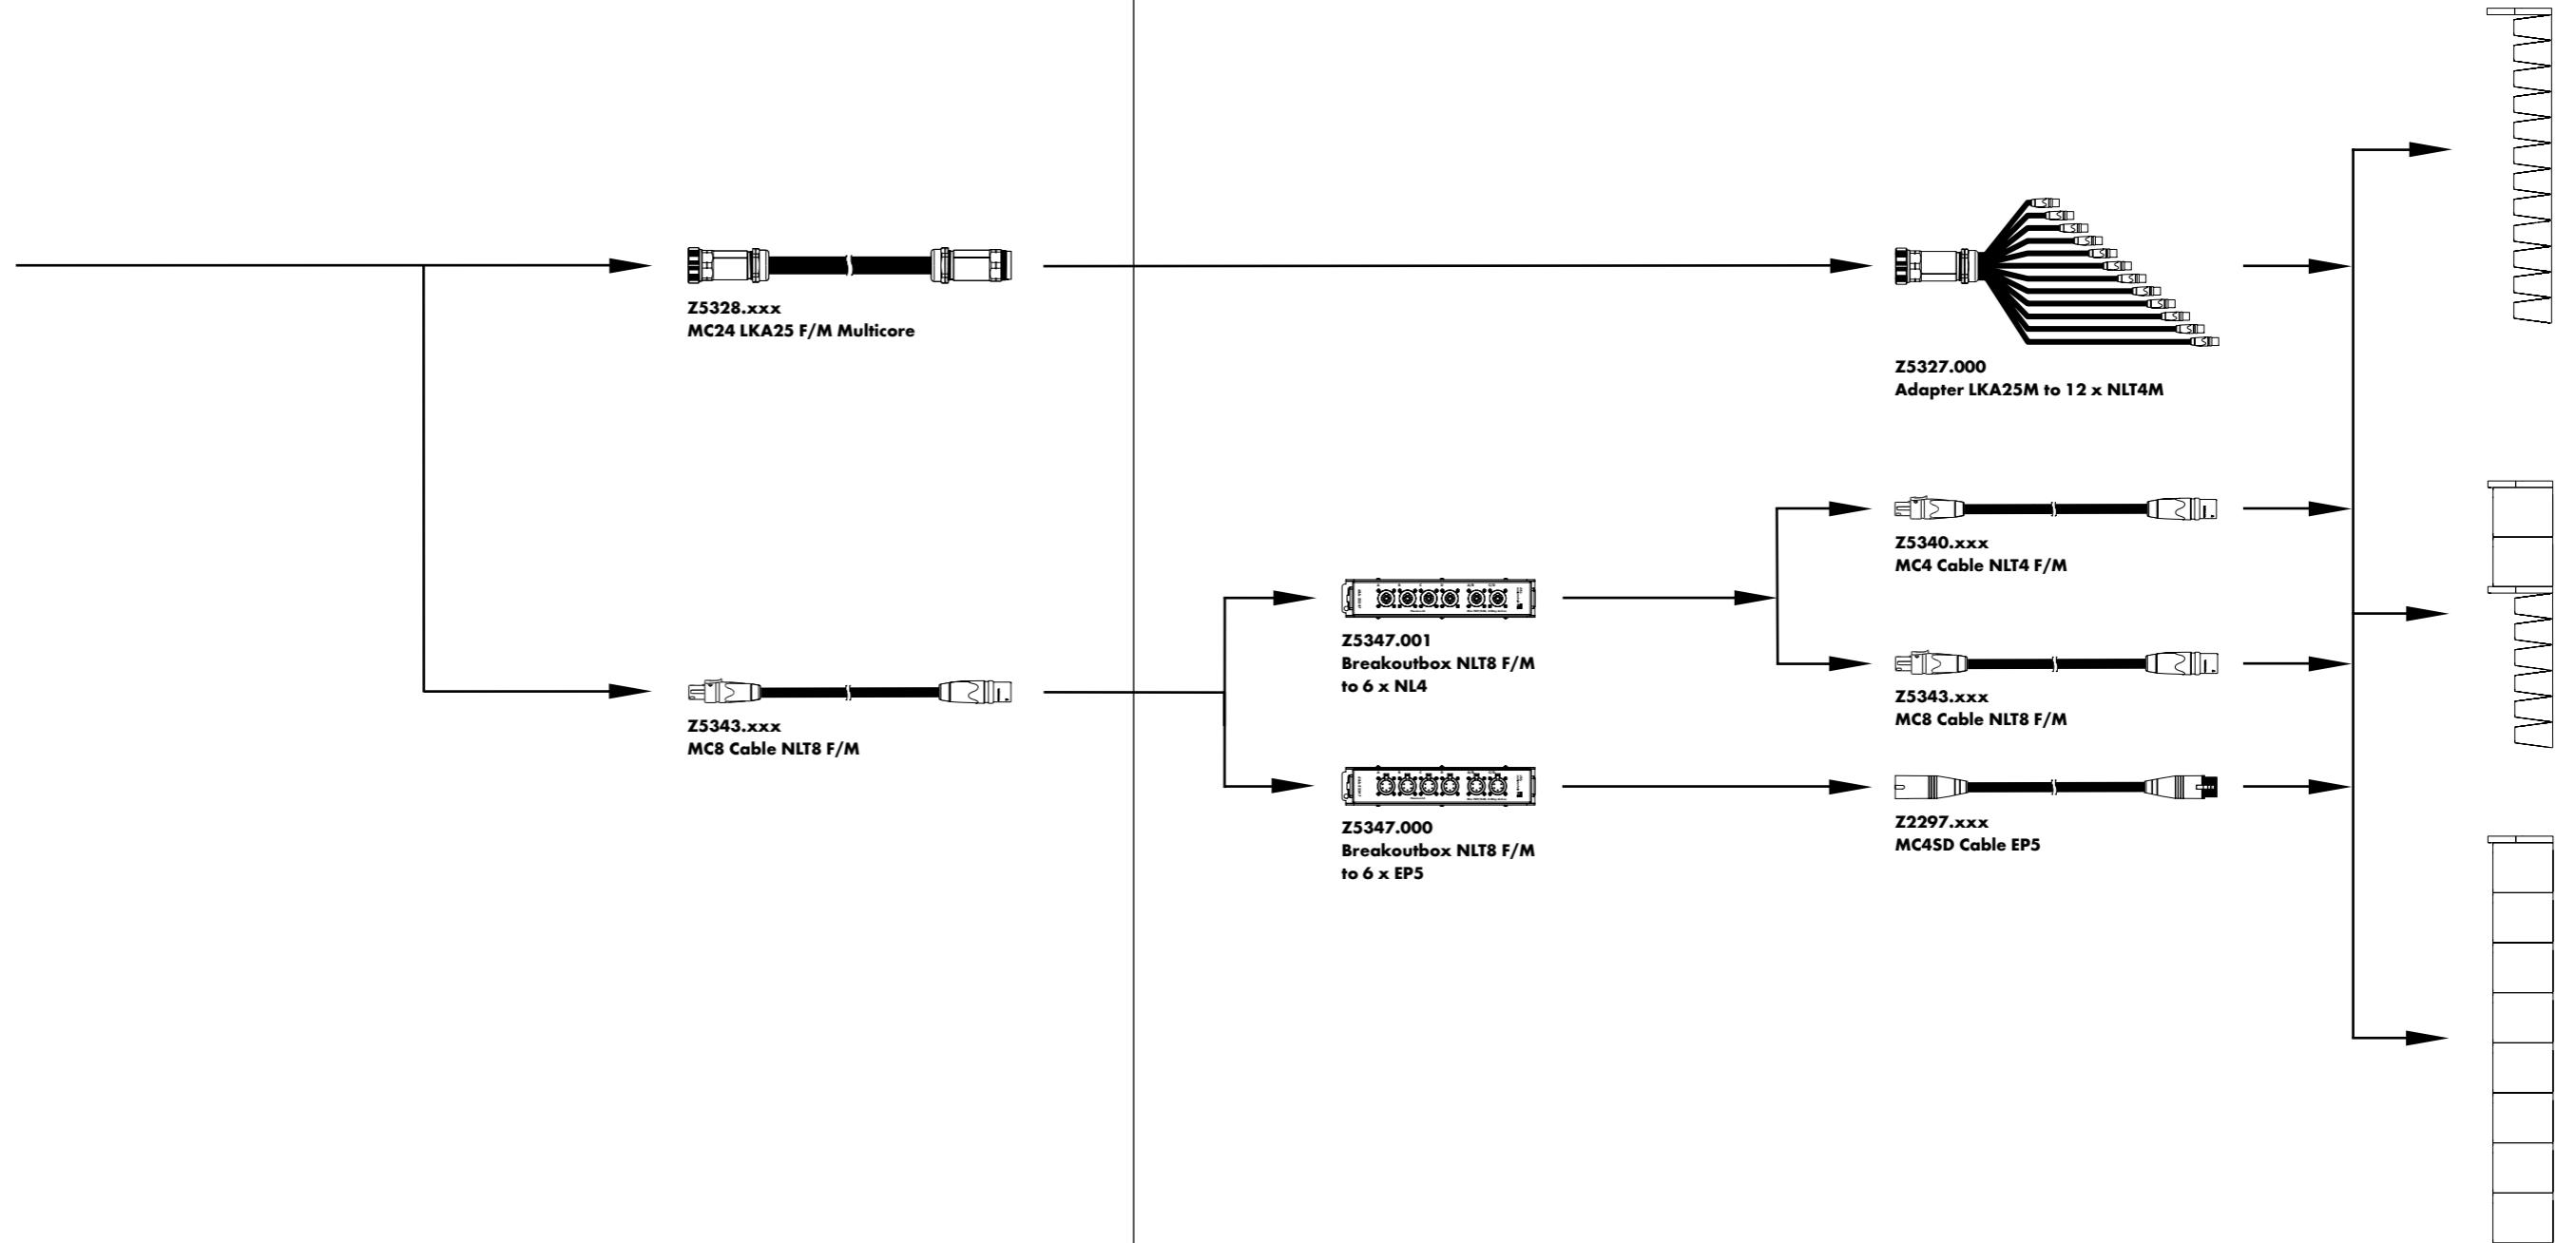 Z5328.xxx
MC24 LKA25 F/M Multicore
Z5327.000
Adapter LKA25M to 12 x NLT4M
Z5340.xxx
MC4 Cable NLT4 F/M
Z5347.001
Breakoutbox NLT8 F/M
to 6 x NL4
Z5343.xxx
MC8 Cable NLT8 F/M
Z5343.xxx
MC8 Cable NLT8 F/M
Z5347.000
Breakoutbox NLT8 F/M
to 6 x EP5
Z2297.xxx
MC4SD Cable EP5